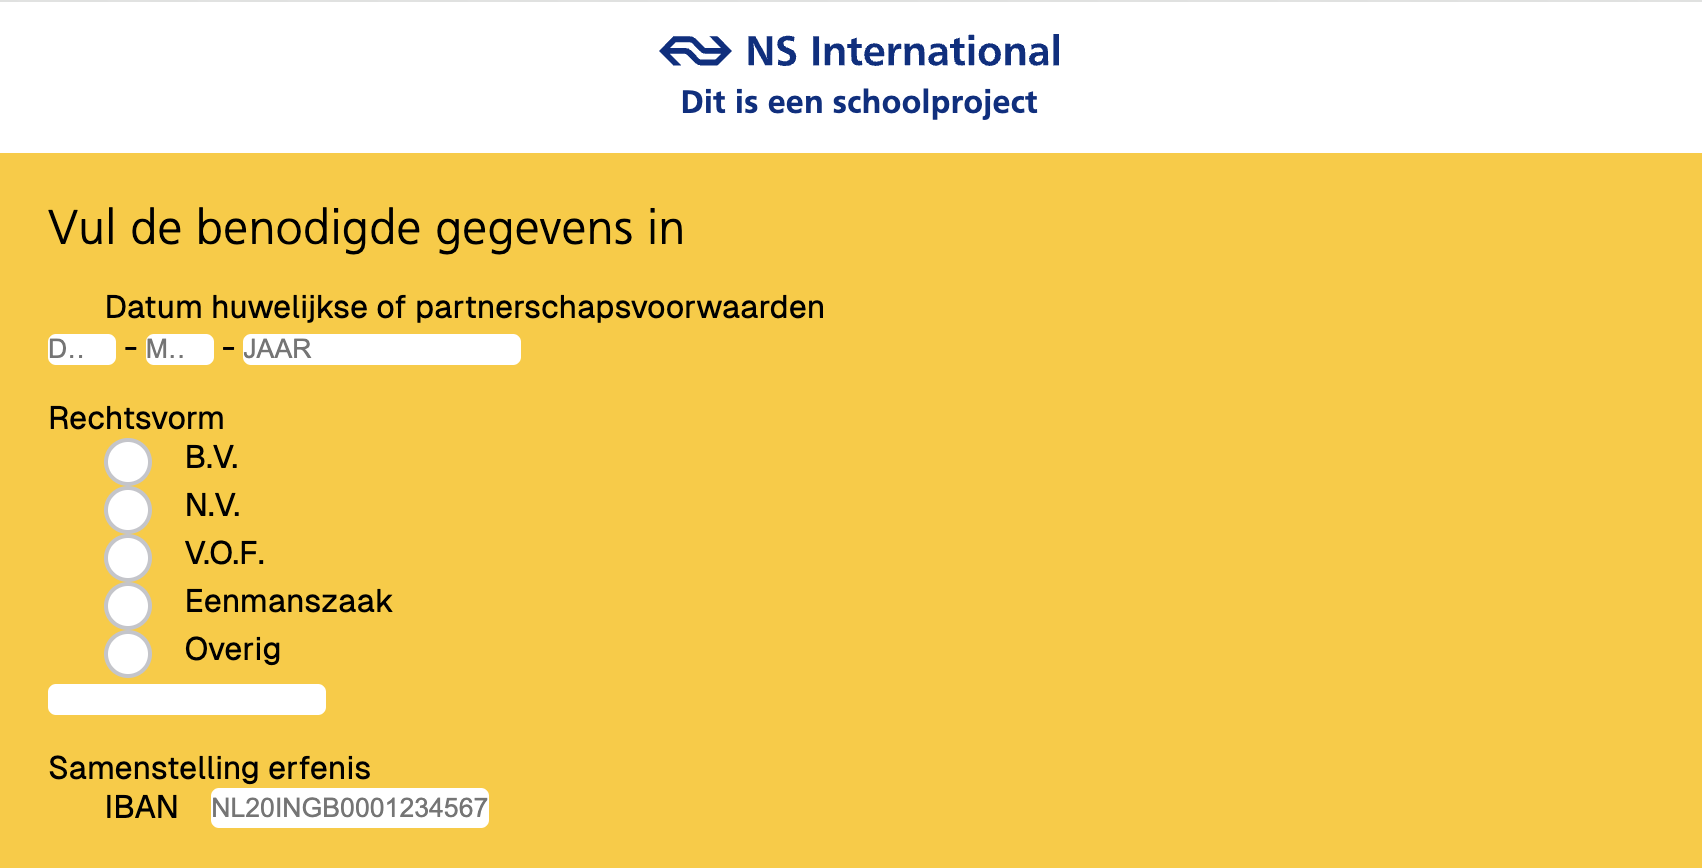 NS International
Dit is een schoolproject
Vul de benodigde gegevens in
Datum huwelijkse of partnerschapsvoorwaarden
D.. - M.. - JAAR
Rechtsvorm
B.V.
N.V.
V.O.F.
Eenmanszaak
Overig
Samenstelling erfenis
IBAN NL20INGB0001234567